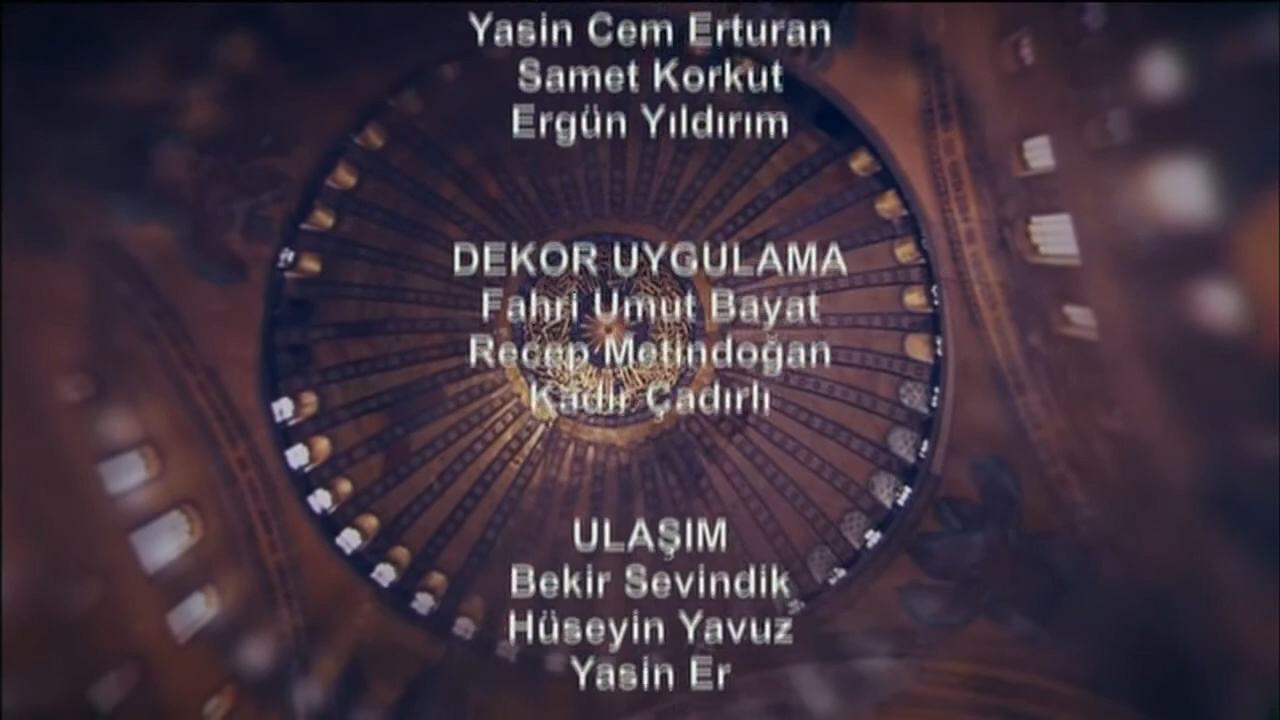 Yasin Cem Erturan
Samet Korkut
Ergün Yıldırım
DEKOR UYGULAMA
Fahri Umut Bayat
Recep Metindoğan
Kadir Çadırlı
ULAŞIM
Bekir Sevindik
Hüseyin Yavuz
Yasin Er